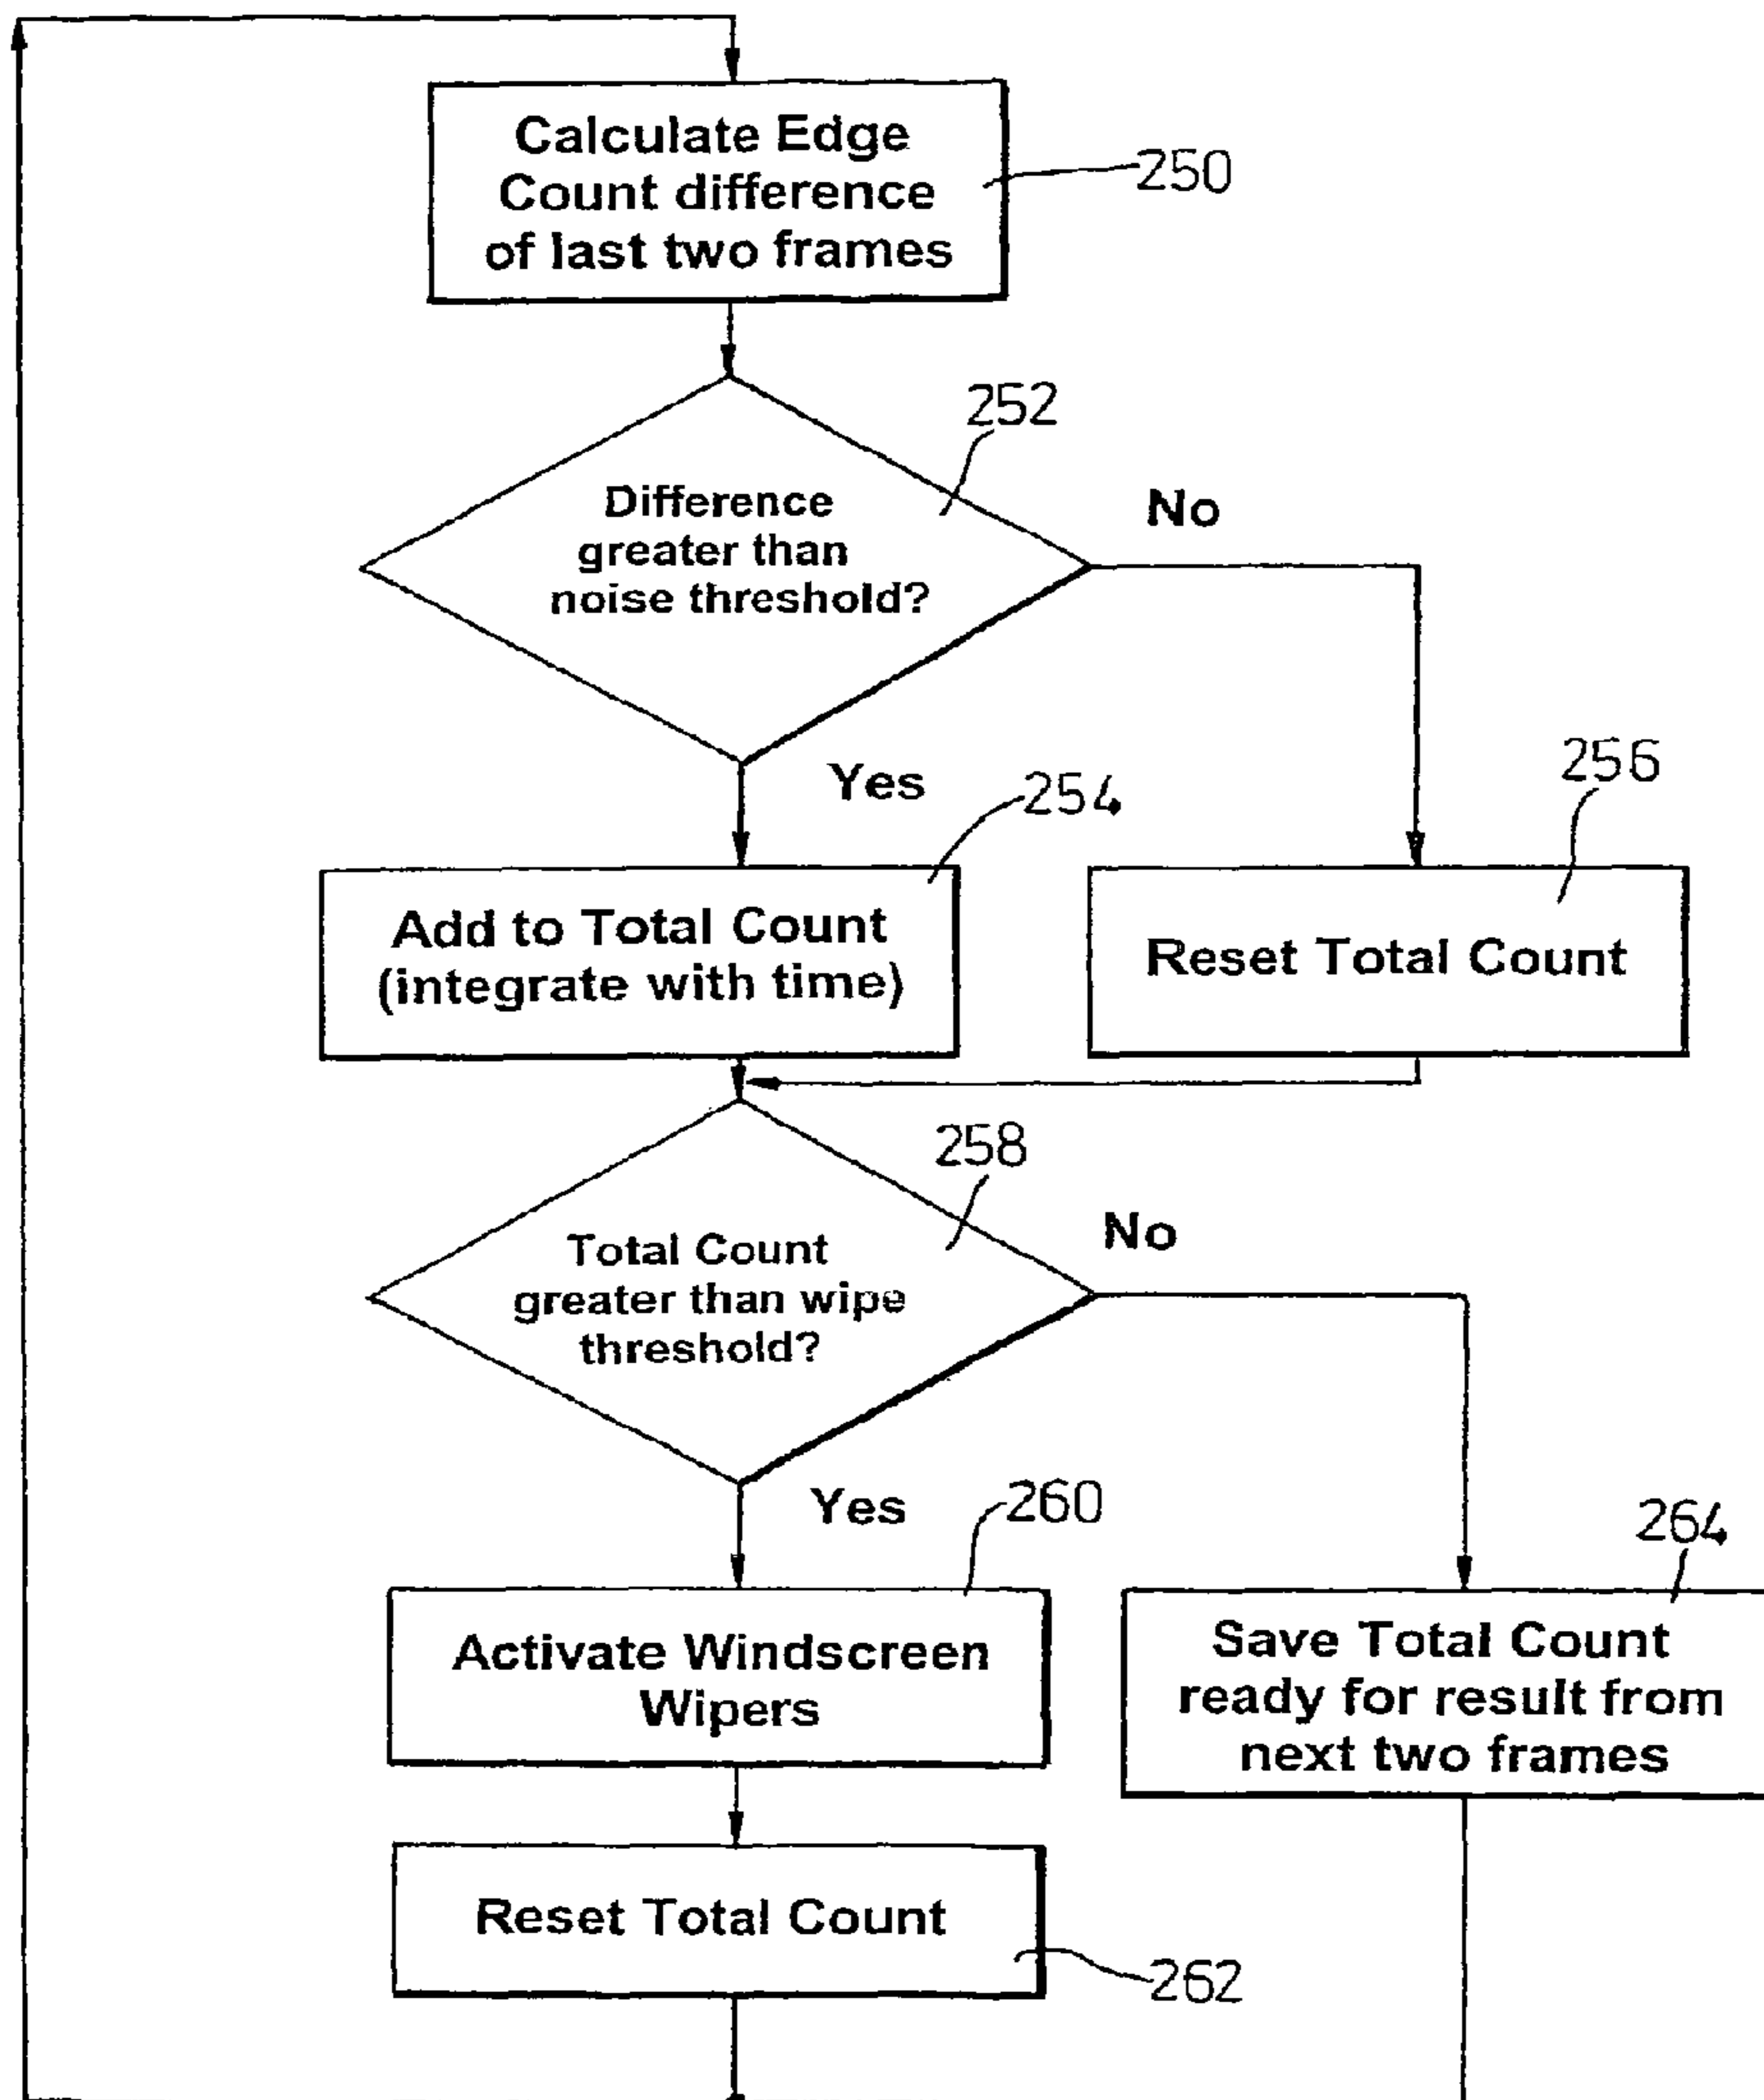 Calculate Edge
Count difference
of last two frames
250
252
Difference
greater than
noise threshold?
No
Yes
254
256
Add to Total Count
(integrate with time)
Reset Total Count
258
Total Count
greater than wipe
threshold?
No
Yes
260
264
Activate Windscreen
Wipers
Save Total Count
ready for result from
next two frames
Reset Total Count
262